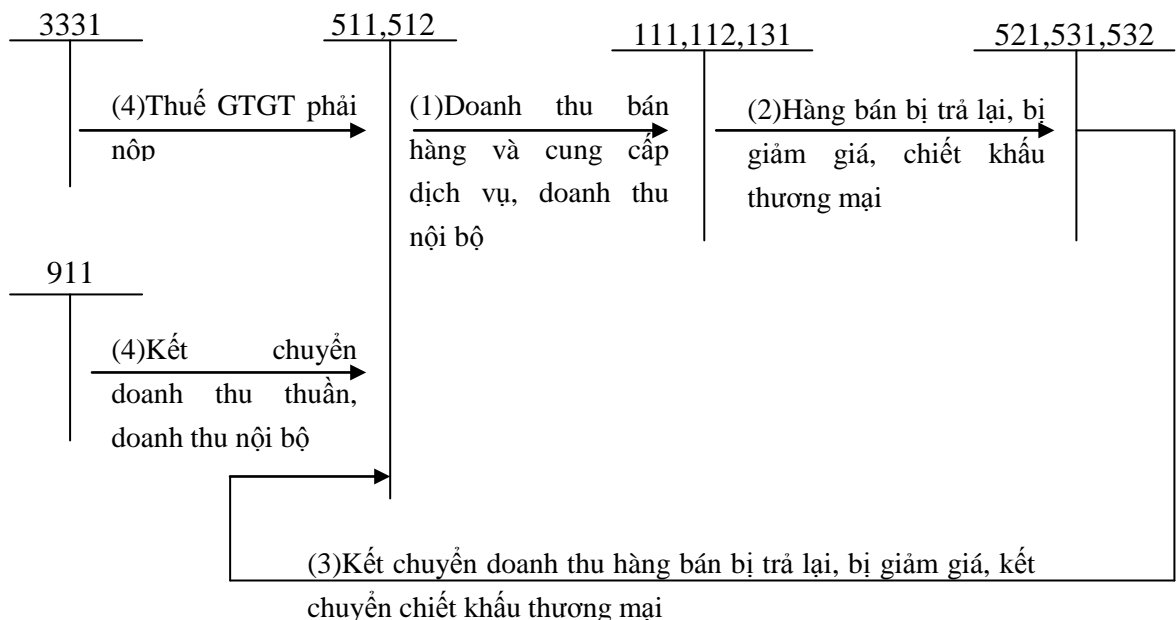 3331
511,512
111,112,131
521,531,532
(4)Thuế GTGT phải
nộp
(1)Doanh thu bán
hàng và cung cấp
dịch vụ, doanh thu
nội bộ
(2)Hàng bán bị trả lại, bị
giảm giá, chiết khấu
thương mại
911
(4)Kết chuyển
doanh thu thuần,
doanh thu nội bộ
(3)Kết chuyển doanh thu hàng bán bị trả lại, bị giảm giá, kết
chuyển chiết khấu thương mại